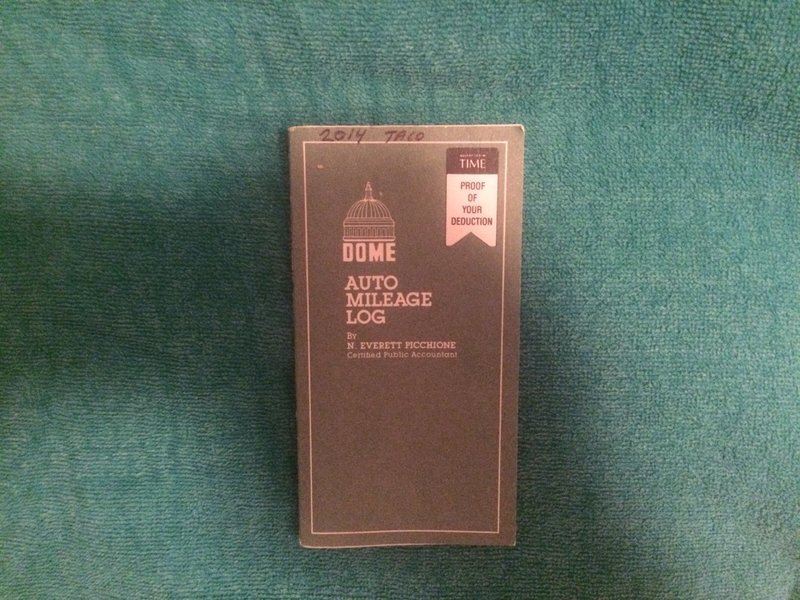 2014 TACO
TIME
PROOF
OF
YOUR
DEDUCTION
DOME
AUTO
MILEAGE
LOG
By
N. EVERETT PICCHIONE
Certified Public Accountant